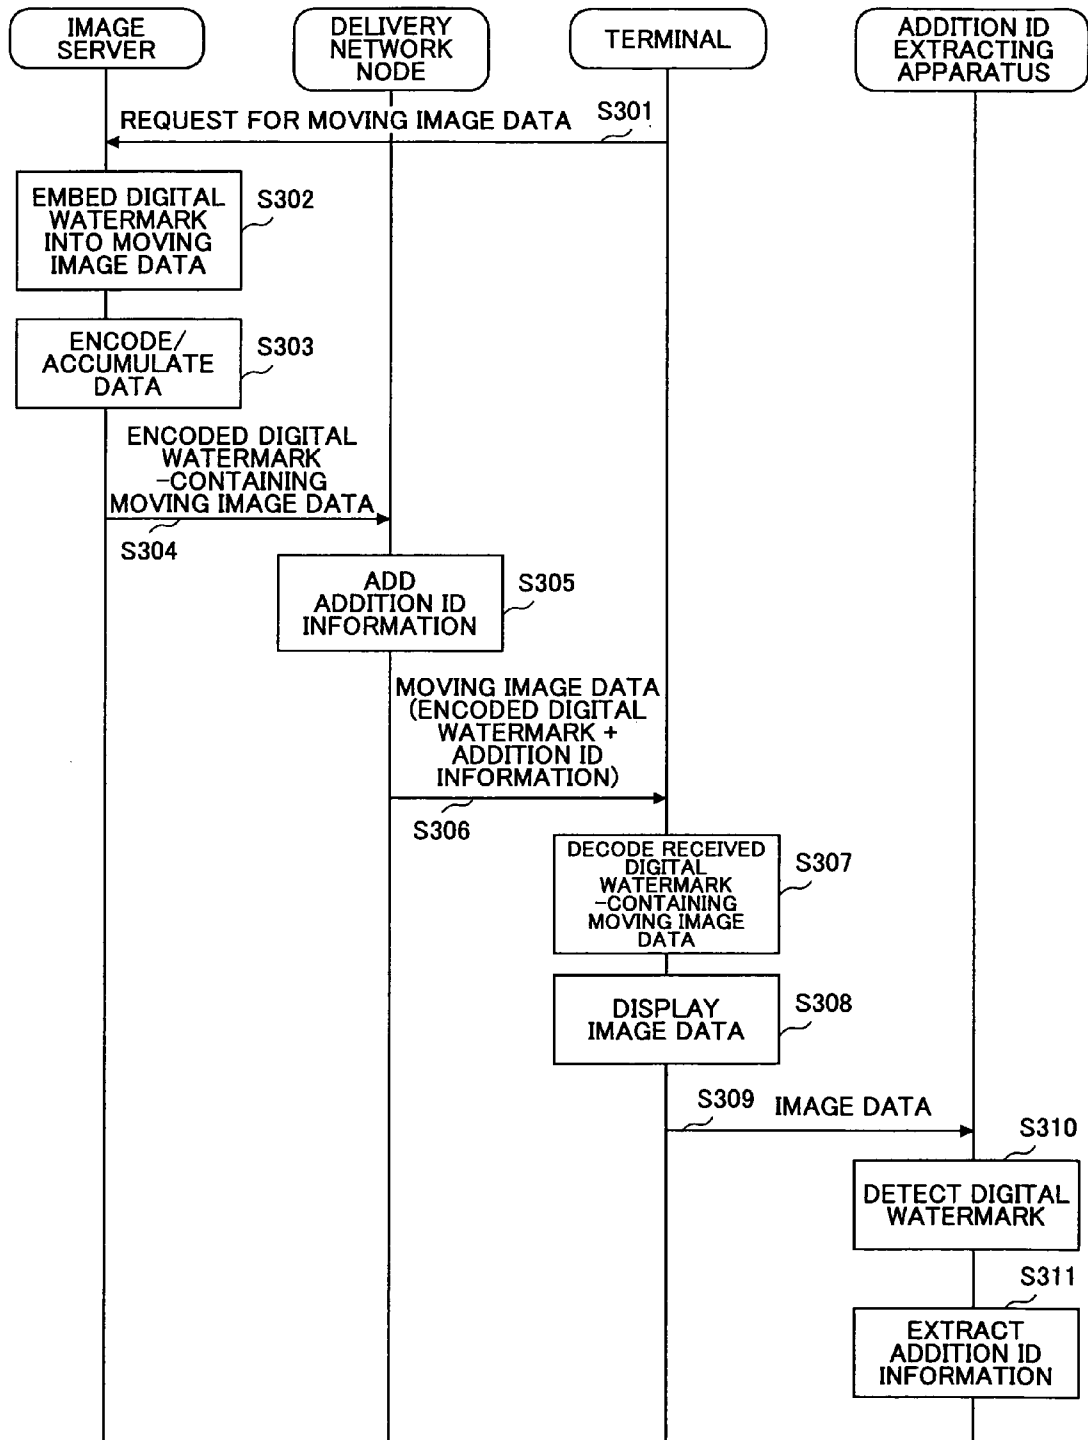 IMAGE
SERVER
DELIVERY
NETWORK
NODE
TERMINAL
ADDITION ID
EXTRACTING
APPARATUS
REQUEST FOR MOVING IMAGE DATA
S301
EMBED DIGITAL
WATERMARK
INTO MOVING
IMAGE DATA
S302
ENCODE/
ACCUMULATE
DATA
S303
ENCODED DIGITAL
WATERMARK
-CONTAINING
MOVING IMAGE DATA
S304
ADD
ADDITION ID
INFORMATION
S305
MOVING IMAGE DATA
(ENCODED DIGITAL
WATERMARK +
ADDITION ID
INFORMATION)
S306
DECODE RECEIVED
DIGITAL
WATERMARK
-CONTAINING
MOVING IMAGE
DATA
S307
DISPLAY
IMAGE DATA
S308
S309
IMAGE DATA
S310
DETECT DIGITAL
WATERMARK
S311
EXTRACT
ADDITION ID
INFORMATION